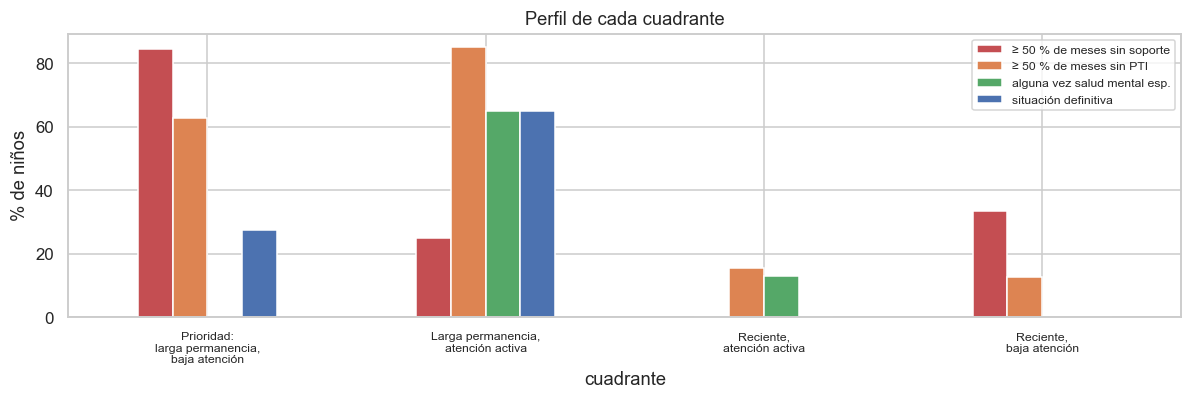 Perfil de cada cuadrante
≥ 50 % de meses sin soporte
≥ 50 % de meses sin PTI
alguna vez salud mental esp.
situación definitiva
% de niños
80
60
40
20
0
Prioridad:
larga permanencia,
baja atención
Larga permanencia,
atención activa
Reciente,
atención activa
Reciente,
baja atención
cuadrante